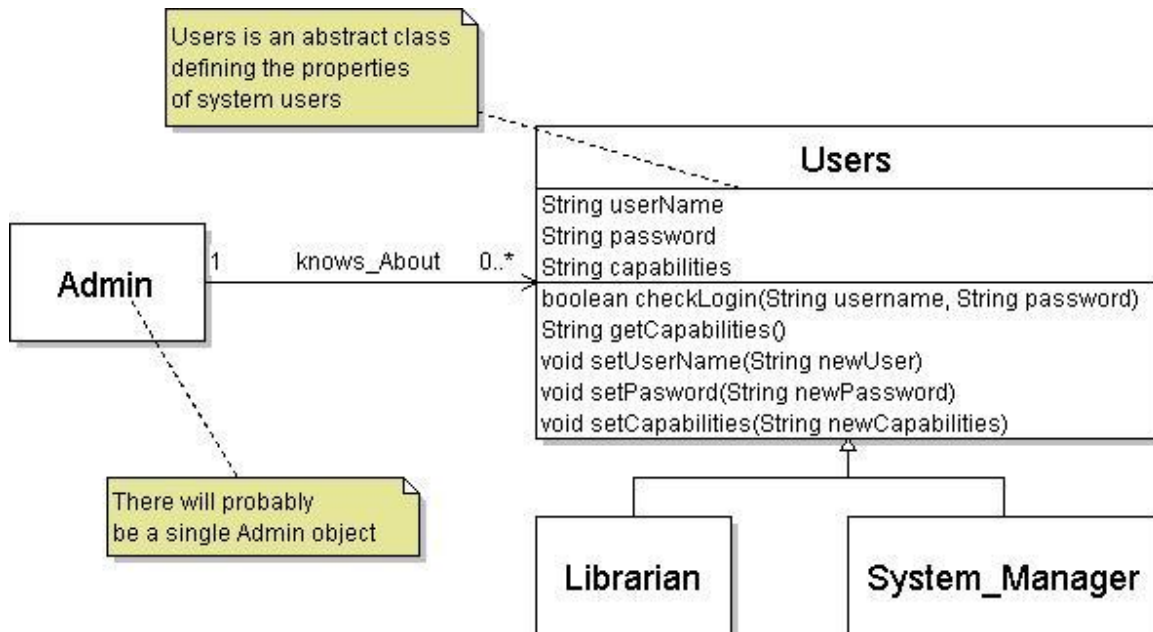 Users is an abstract class
defining the properties
of system users
Users
String userName
String password
String capabilities
boolean checkLogin(String username, String password)
String getCapabilities()
void setUserName(String newUser)
void setPasword(String newPassword)
void setCapabilities(String newCapabilities)
Admin
1 knows_About 0..*
There will probably
be a single Admin object
Librarian
System_Manager